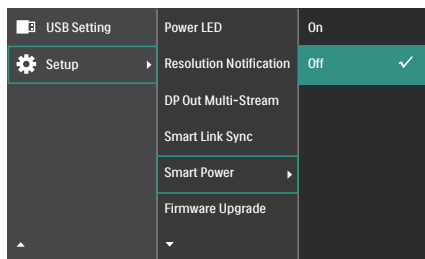 USB Setting
Setup
Power LED
Resolution Notification
DP Out Multi-Stream
Smart Link Sync
Smart Power
Firmware Upgrade
On
Off